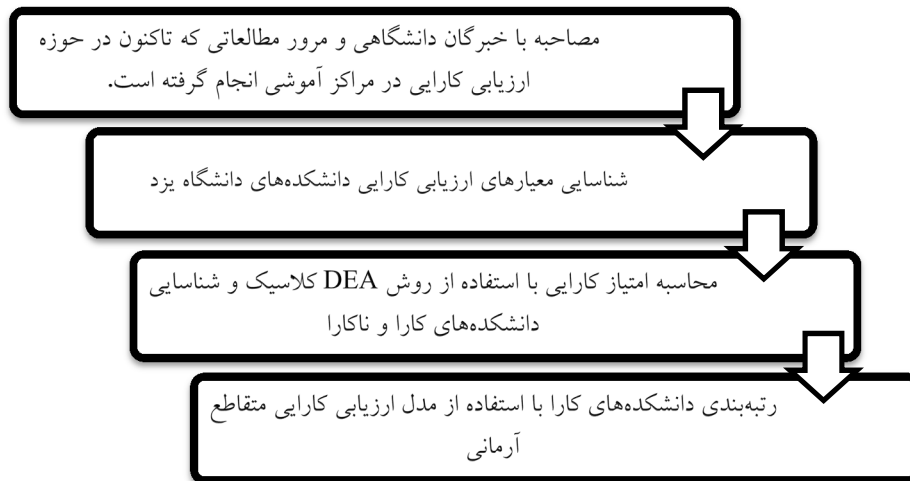 مصاحبه با خبرگان دانشگاهی و مرور مطالعاتی که تاکنون در حوزه
ارزیابی کارایی در مراکز آموشی انجام گرفته است.
شناسایی معیارهای ارزیابی کارایی دانشکده‌های دانشگاه یزد
محاسبه امتیاز کارایی با استفاده از روش DEA کلاسیک و شناسایی
دانشکده‌های کارا و ناکارا
رتبه‌بندی دانشکده‌های کارا با استفاده از مدل ارزیابی کارایی متقاطع
آرمانی